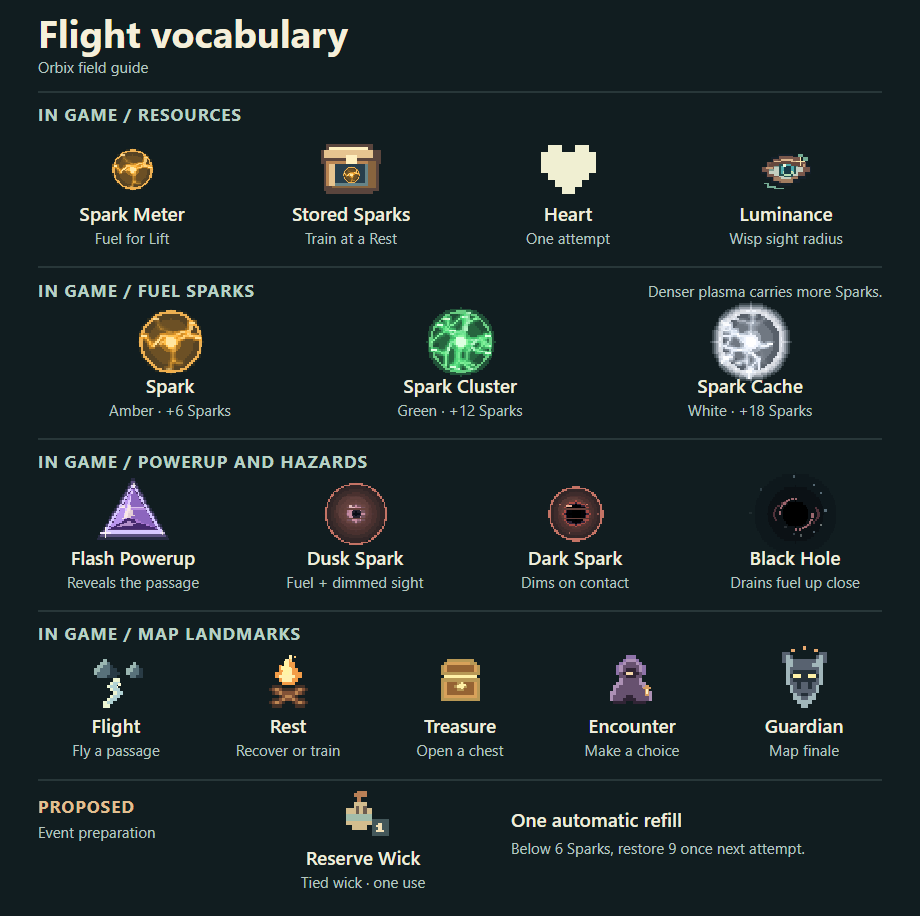 Flight vocabulary
Orbix field guide
IN GAME / RESOURCES
Spark Meter
Fuel for Lift
Stored Sparks
Train at a Rest
Heart
One attempt
Luminance
Wisp sight radius
IN GAME / FUEL SPARKS
Denser plasma carries more Sparks.
Spark
Amber · +6 Sparks
Spark Cluster
Green · +12 Sparks
Spark Cache
White · +18 Sparks
IN GAME / POWERUP AND HAZARDS
Flash Powerup
Reveals the passage
Dusk Spark
Fuel + dimmed sight
Dark Spark
Dims on contact
Black Hole
Drains fuel up close
IN GAME / MAP LANDMARKS
Flight
Fly a passage
Rest
Recover or train
Treasure
Open a chest
Encounter
Make a choice
Guardian
Map finale
PROPOSED
Event preparation
1
Reserve Wick
Tied wick · one use
One automatic refill
Below 6 Sparks, restore 9 once next attempt.